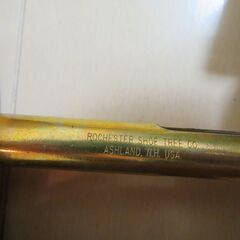 ROCHESTER SHOE TREE CO.
ASHLAND, N.H. USA